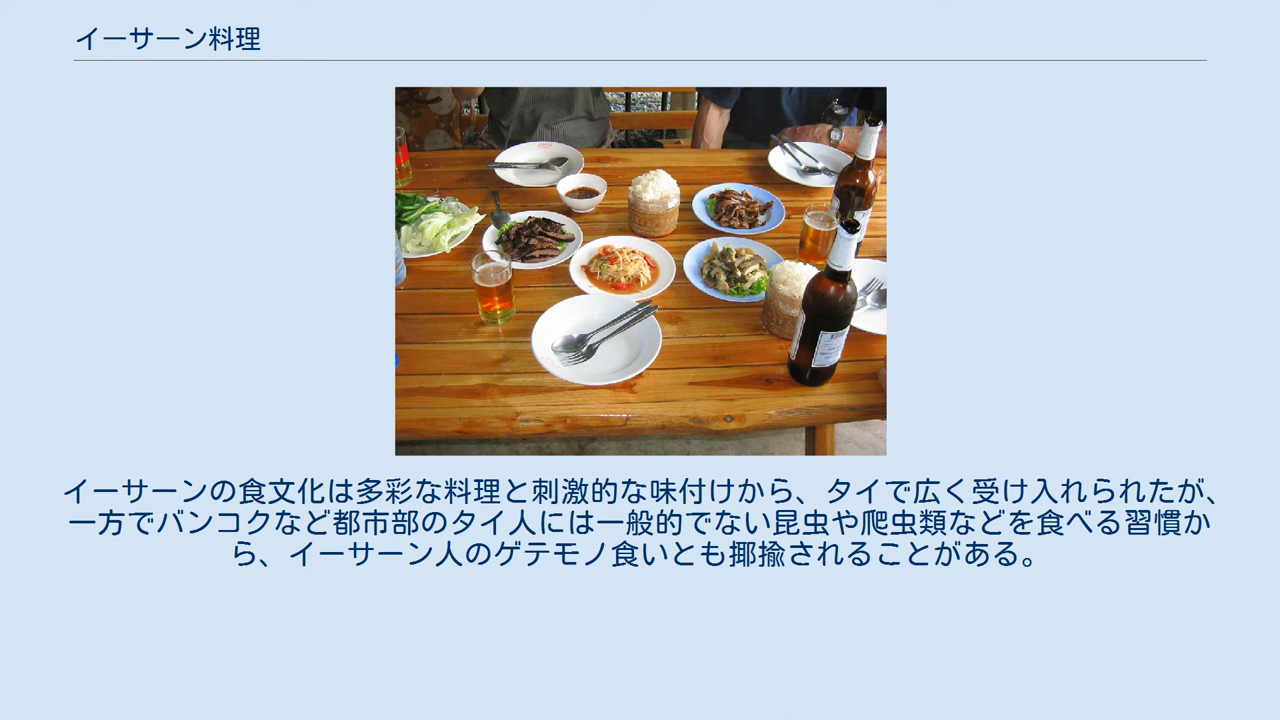 イーサーン料理
イーサーンの食文化は多彩な料理と刺激的な味付けから、タイで広く受け入れられたが、
一方でバンコクなど都市部のタイ人には一般的でない昆虫や爬虫類などを食べる習慣か
ら、イーサーン人のゲテモノ食いとも揶揄されることがある。